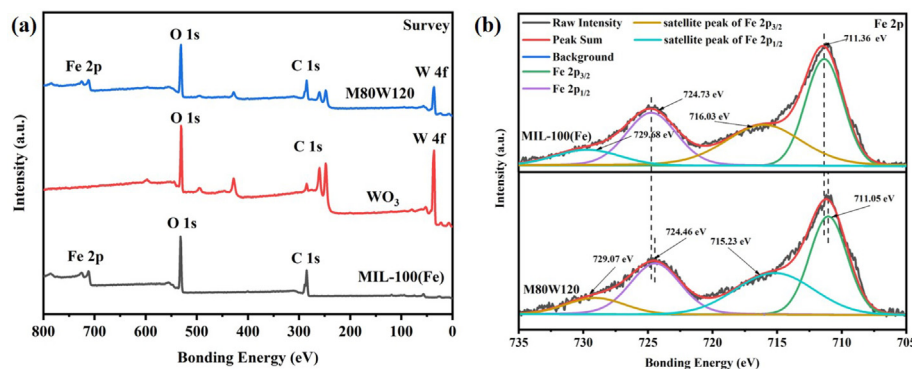 (a)
Survey
O 1s
Fe 2p
C 1s
W 4f
M80W120
O 1s
C 1s
W 4f
WO3
O 1s
Fe 2p
C 1s
MIL-100(Fe)
Intensity (a.u.)
800 700 600 500 400 300 200 100 0
Bonding Energy (eV)
(b)
Raw Intensity
satellite peak of Fe 2p3/2
Fe 2p
Peak Sum
satellite peak of Fe 2p1/2
Background
Fe 2p3/2
Fe 2p1/2
711.36 eV
724.73 eV
716.03 eV
MIL-100(Fe)
729.68 eV
711.05 eV
724.46 eV
715.23 eV
729.07 eV
M80W120
Intensity (a.u.)
735 730 725 720 715 710 705
Bonding Energy (eV)